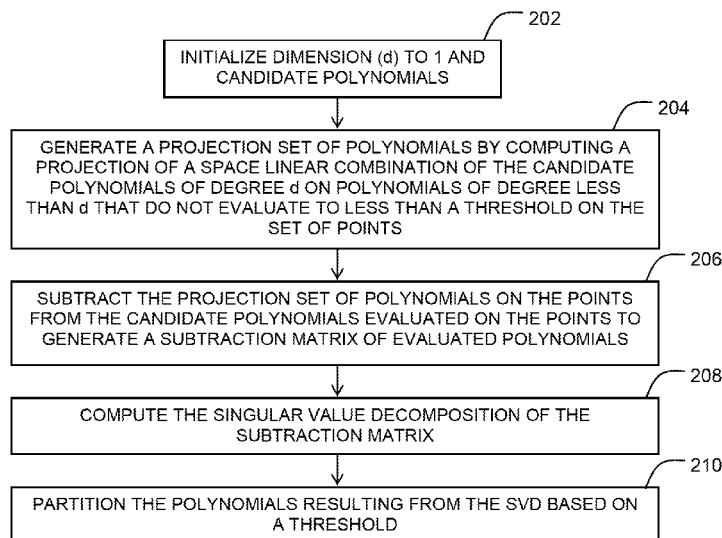 202
INITIALIZE DIMENSION (d) TO 1 AND
CANDIDATE POLYNOMIALS
204
GENERATE A PROJECTION SET OF POLYNOMIALS BY COMPUTING A
PROJECTION OF A SPACE LINEAR COMBINATION OF THE CANDIDATE
POLYNOMIALS OF DEGREE d ON POLYNOMIALS OF DEGREE LESS
THAN d THAT DO NOT EVALUATE TO LESS THAN A THRESHOLD ON THE
SET OF POINTS
206
SUBTRACT THE PROJECTION SET OF POLYNOMIALS ON THE POINTS
FROM THE CANDIDATE POLYNOMIALS EVALUATED ON THE POINTS TO
GENERATE A SUBTRACTION MATRIX OF EVALUATED POLYNOMIALS
208
COMPUTE THE SINGULAR VALUE DECOMPOSITION OF THE
SUBTRACTION MATRIX
210
PARTITION THE POLYNOMIALS RESULTING FROM THE SVD BASED ON
A THRESHOLD